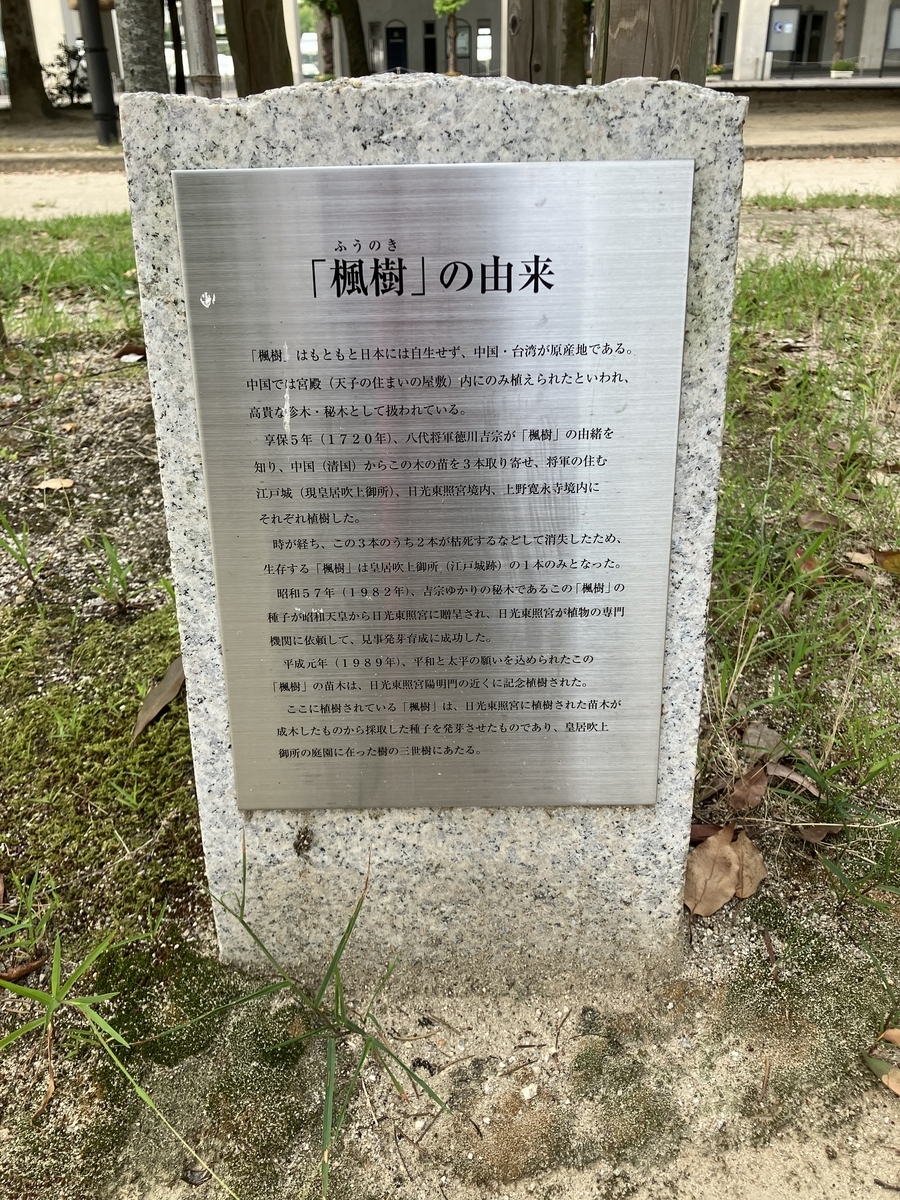 ふうのき
「楓樹」の由来
「楓樹」はもともと日本には自生せず、中国・台湾が原産地である。
中国では宮殿（天子の住まいの屋敷）内にのみ植えられたといわれ、
高貴な珍木・秘木として扱われている。
享保５年（１７２０年）、八代将軍徳川吉宗が「楓樹」の由緒を
知り、中国（清国）からこの木の苗を３本取り寄せ、将軍の住む
江戸城（現皇居吹上御所）、日光東照宮境内、上野寛永寺境内に
それぞれ植樹した。
時が経ち、この３本のうち２本が枯死するなどして消失したため、
生存する「楓樹」は皇居吹上御所（江戸城跡）の１本のみとなった。
昭和５７年（１９８２年）、吉宗ゆかりの秘木であるこの「楓樹」の
種子が昭和天皇から日光東照宮に贈呈され、日光東照宮が植物の専門
機関に依頼して、見事発芽育成に成功した。
平成元年（１９８９年）、平和と太平の願いを込められたこの
「楓樹」の苗木は、日光東照宮陽明門の近くに記念植樹された。
ここに植樹されている「楓樹」は、日光東照宮に植樹された苗木が
成木したものから採取した種子を発芽させたものであり、皇居吹上
御所の庭園に在った樹の三世樹にあたる。